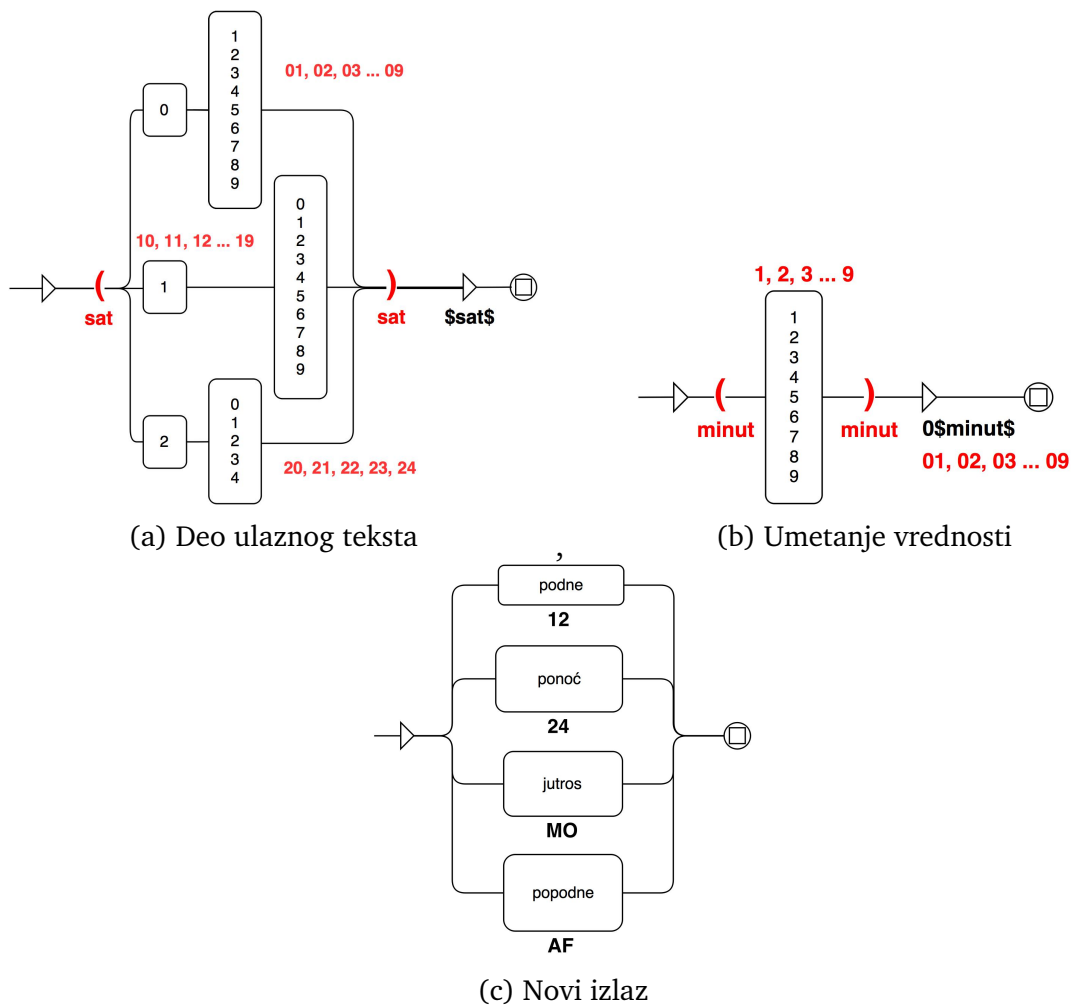 1
2
3
4
5
6
7
8
9
01, 02, 03 ... 09
0
10, 11, 12 ... 19
0
1
2
3
4
5
6
7
8
9
1
( )
sat sat $sat$
2
0
1
2
3
4
20, 21, 22, 23, 24
(a) Deo ulaznog teksta
1, 2, 3 ... 9
1
2
3
4
5
6
7
8
9
( )
minut minut 0$minut$
01, 02, 03 ... 09
(b) Umetanje vrednosti
,
podne
12
ponoć
24
jutros
MO
popodne
AF
(c) Novi izlaz